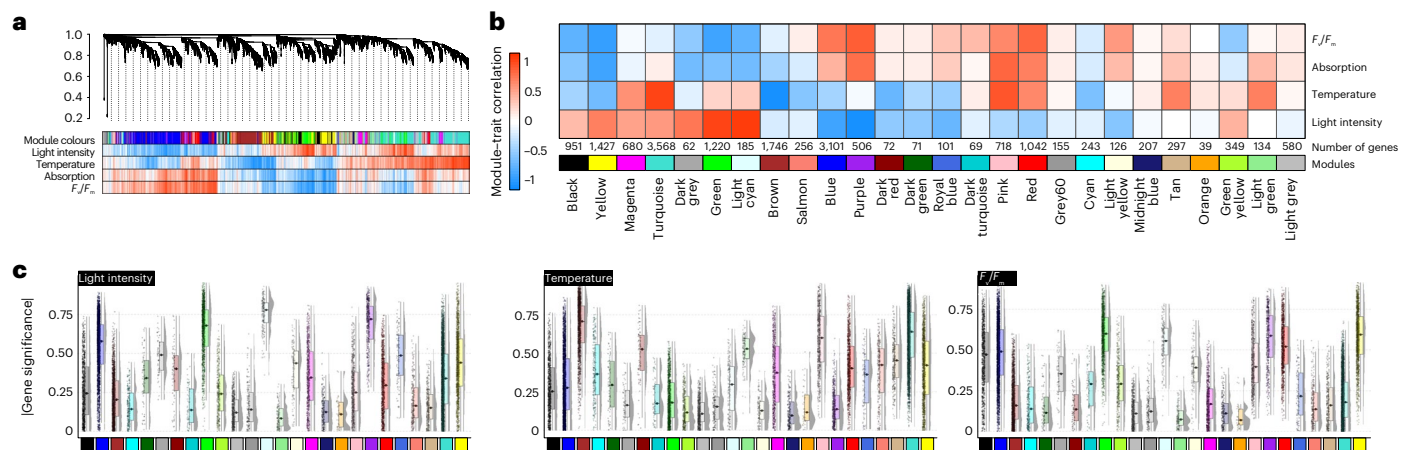 a
1.0
0.8
0.6
0.4
0.2
Module colours
Light intensity
Temperature
Absorption
Fv/Fm
b
Module–trait correlation
1
0.5
0
−0.5
−1
Fv/Fm
Absorption
Temperature
Light intensity
951 1,427 680 3,568 62 1,220 185 1,746 256 3,101 506 72 71 101 69 718 1,042 155 243 126 207 297 39 349 134 580 Number of genes
Modules
Black
Yellow
Magenta
Turquoise
Dark
grey
Green
Light
cyan
Brown
Salmon
Blue
Purple
Dark
red
Dark
green
Royal
blue
Dark
turquoise
Pink
Red
Grey60
Cyan
Light
yellow
Midnight
blue
Tan
Orange
Green
yellow
Light
green
Light grey
c
|Gene significance|
Light intensity
0.75
0.50
0.25
0
Temperature
0.75
0.50
0.25
0
Fv/Fm
0.75
0.50
0.25
0